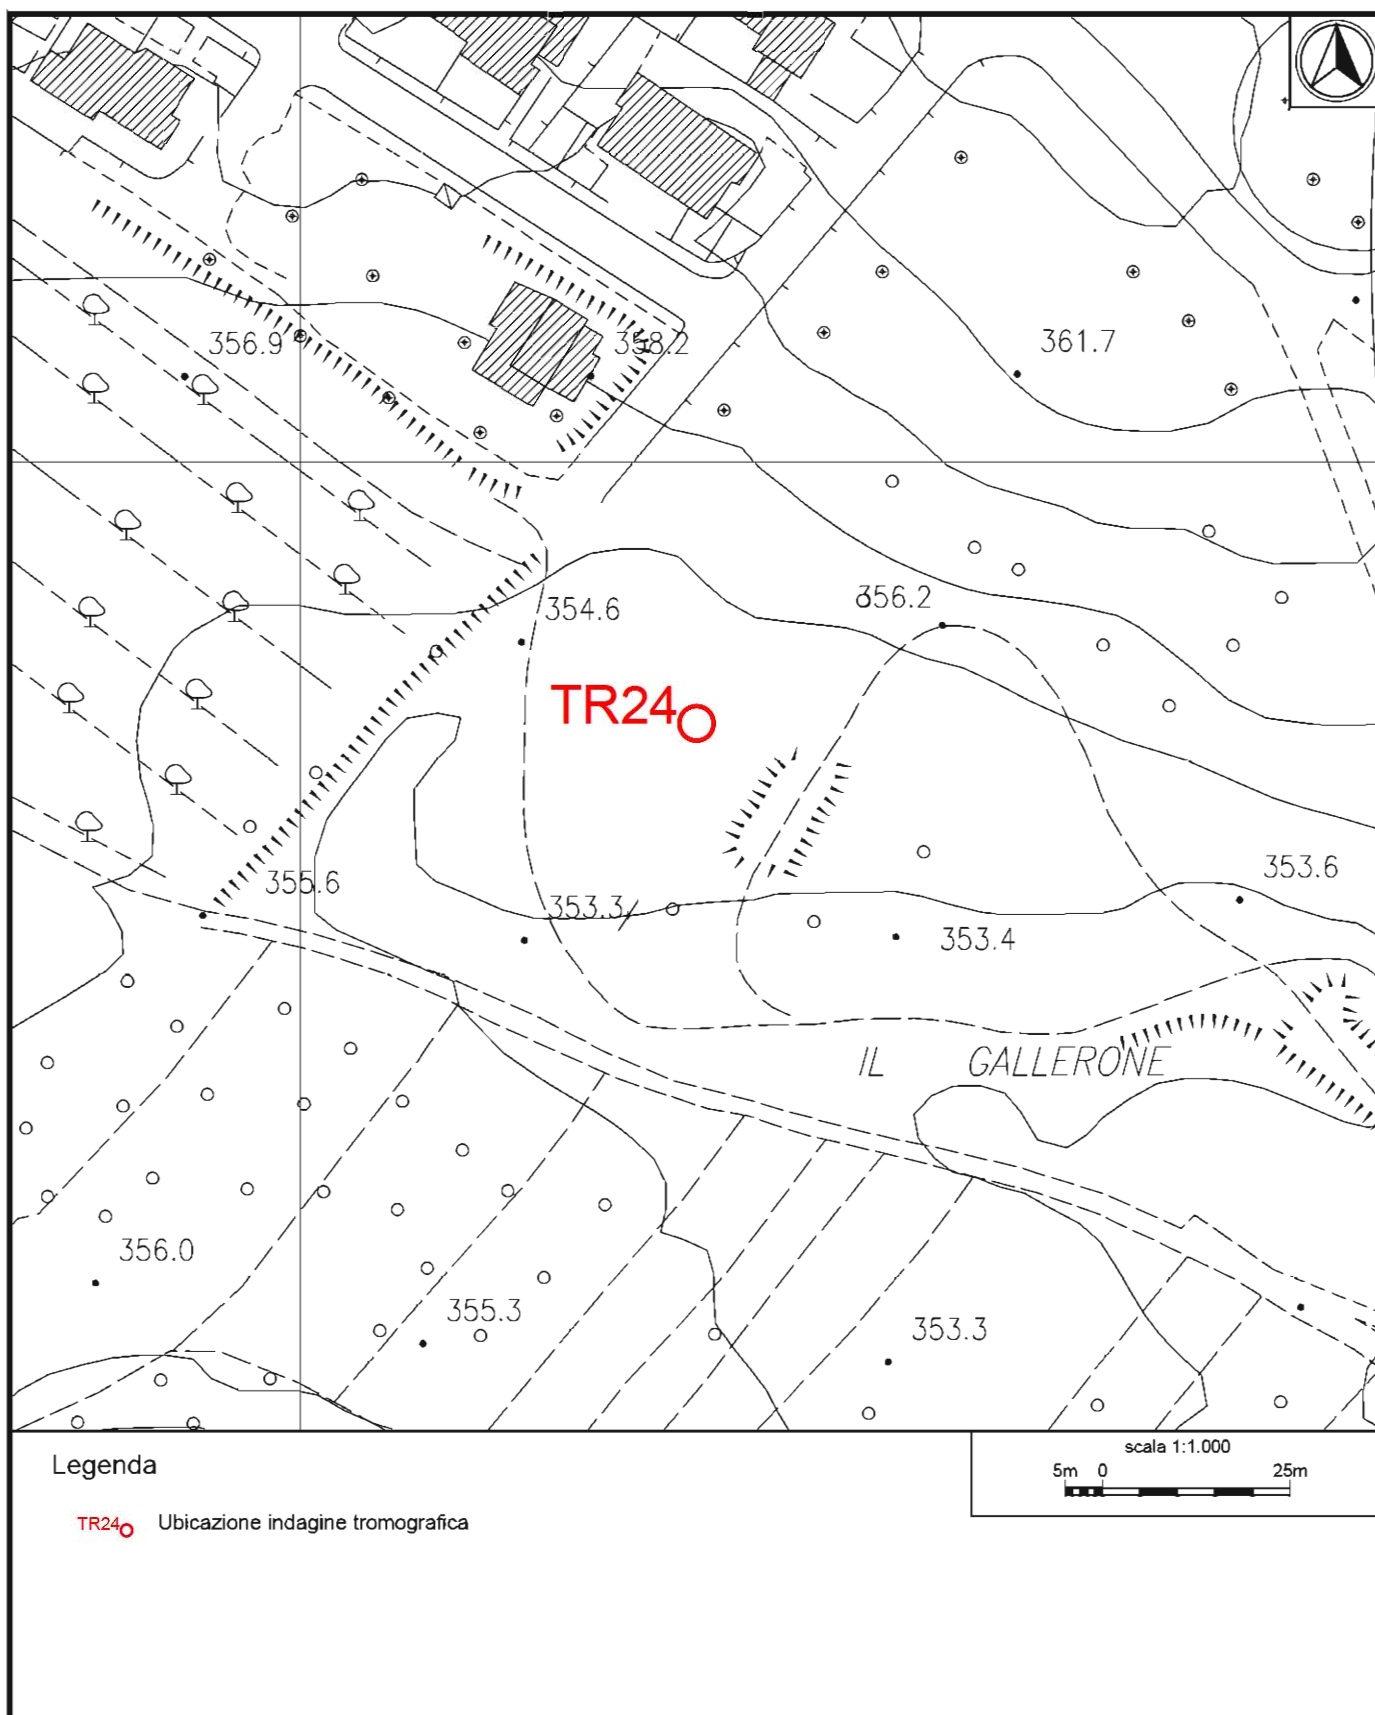 356.9
358.2
361.7
354.6
356.2
TR24
355.6
353.6
353.3
353.4
IL GALLERONE
356.0
355.3
353.3
Legenda
scala 1:1.000
5m 0 25m
TR24 Ubicazione indagine tromografica